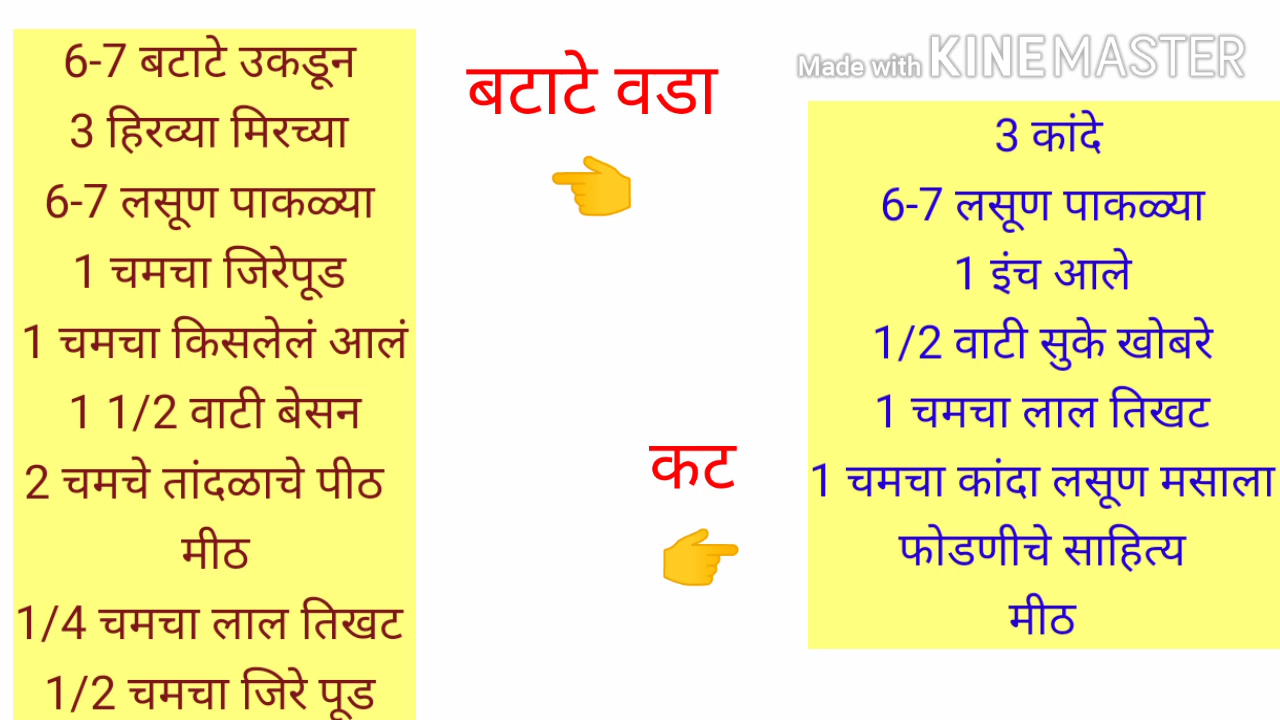 6-7 बटाटे उकडून
3 हिरव्या मिरच्या
6-7 लसूण पाकळ्या
1 चमचा जिरेपूड
1 चमचा किसलेलं आलं
1 1/2 वाटी बेसन
2 चमचे तांदळाचे पीठ
मीठ
1/4 चमचा लाल तिखट
1/2 चमचा जिरे पूड
बटाटे वडा
कट
Made with KINEMASTER
3 कांदे
6-7 लसूण पाकळ्या
1 इंच आले
1/2 वाटी सुके खोबरे
1 चमचा लाल तिखट
1 चमचा कांदा लसूण मसाला
फोडणीचे साहित्य
मीठ